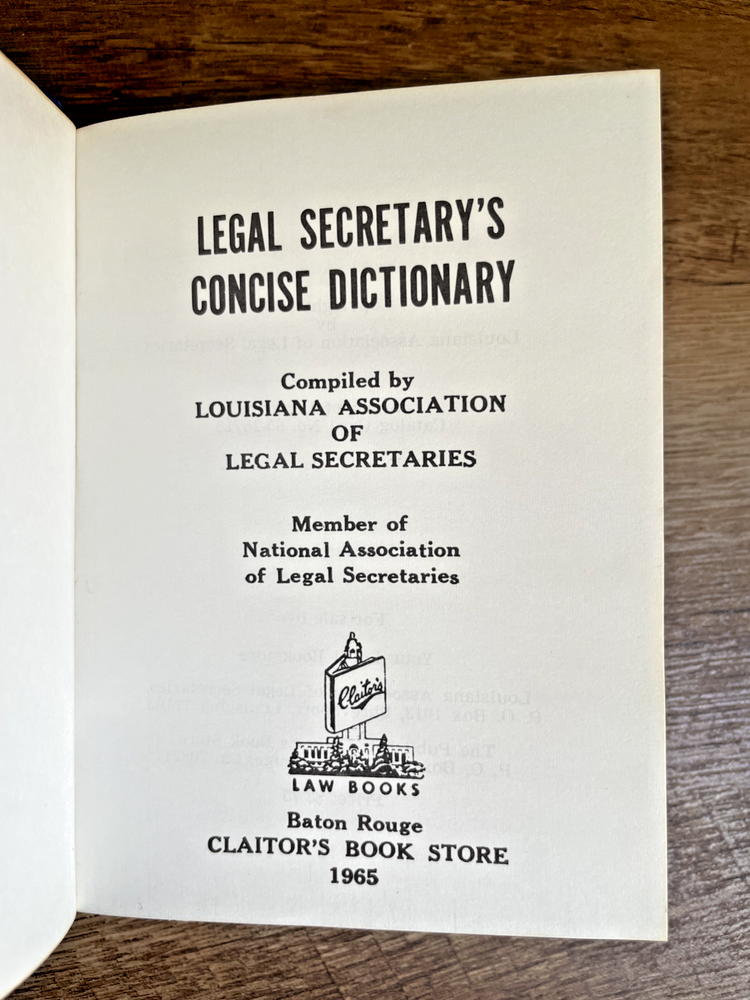 LEGAL SECRETARY'S
CONCISE DICTIONARY
Compiled by
LOUISIANA ASSOCIATION
OF
LEGAL SECRETARIES
Member of
National Association
of Legal Secretaries
Claitor's
LAW BOOKS
Baton Rouge
CLAITOR'S BOOK STORE
1965